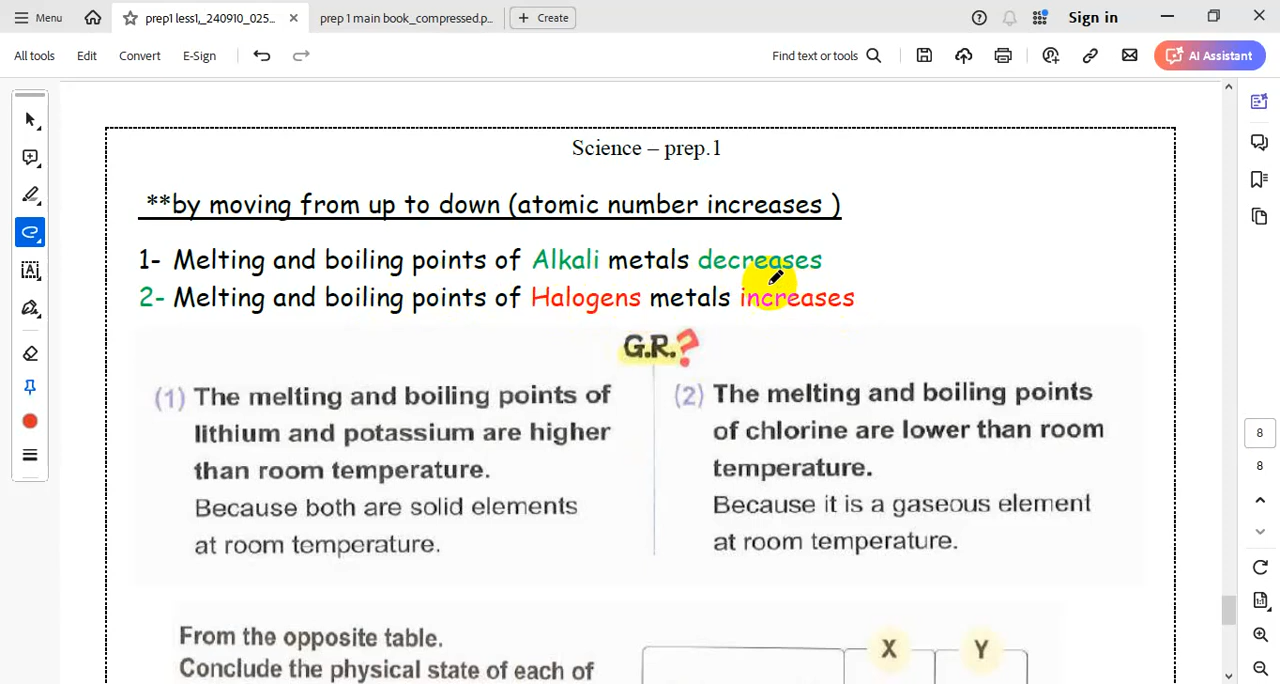 Menu
prep1 less1,_240910_025...
prep 1 main book_compressed.p...
+ Create
Sign in
All tools
Edit
Convert
E-Sign
Find text or tools
AI Assistant
Science – prep.1
**by moving from up to down (atomic number increases )
1- Melting and boiling points of Alkali metals decreases
2- Melting and boiling points of Halogens metals increases
G.R.?
(1) The melting and boiling points of
lithium and potassium are higher
than room temperature.
Because both are solid elements
at room temperature.
(2) The melting and boiling points
of chlorine are lower than room
temperature.
Because it is a gaseous element
at room temperature.
From the opposite table.
Conclude the physical state of each of
X
Y
8
8